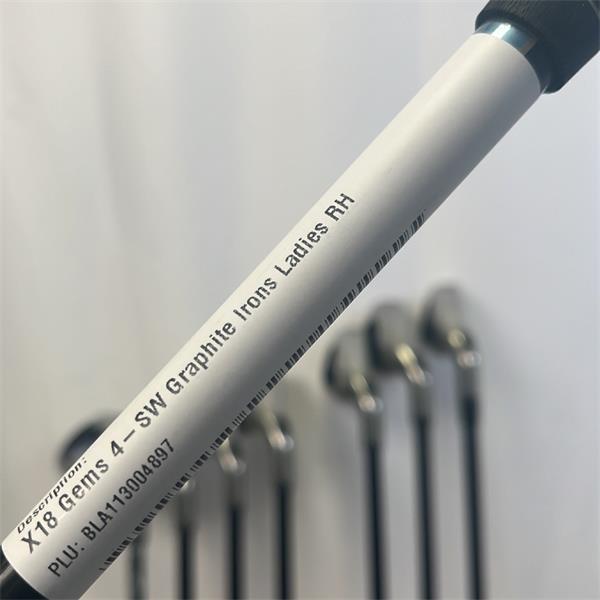 Description:
X18 Gems 4-SW Graphite Irons Ladies RH
PLU: BLA113004897